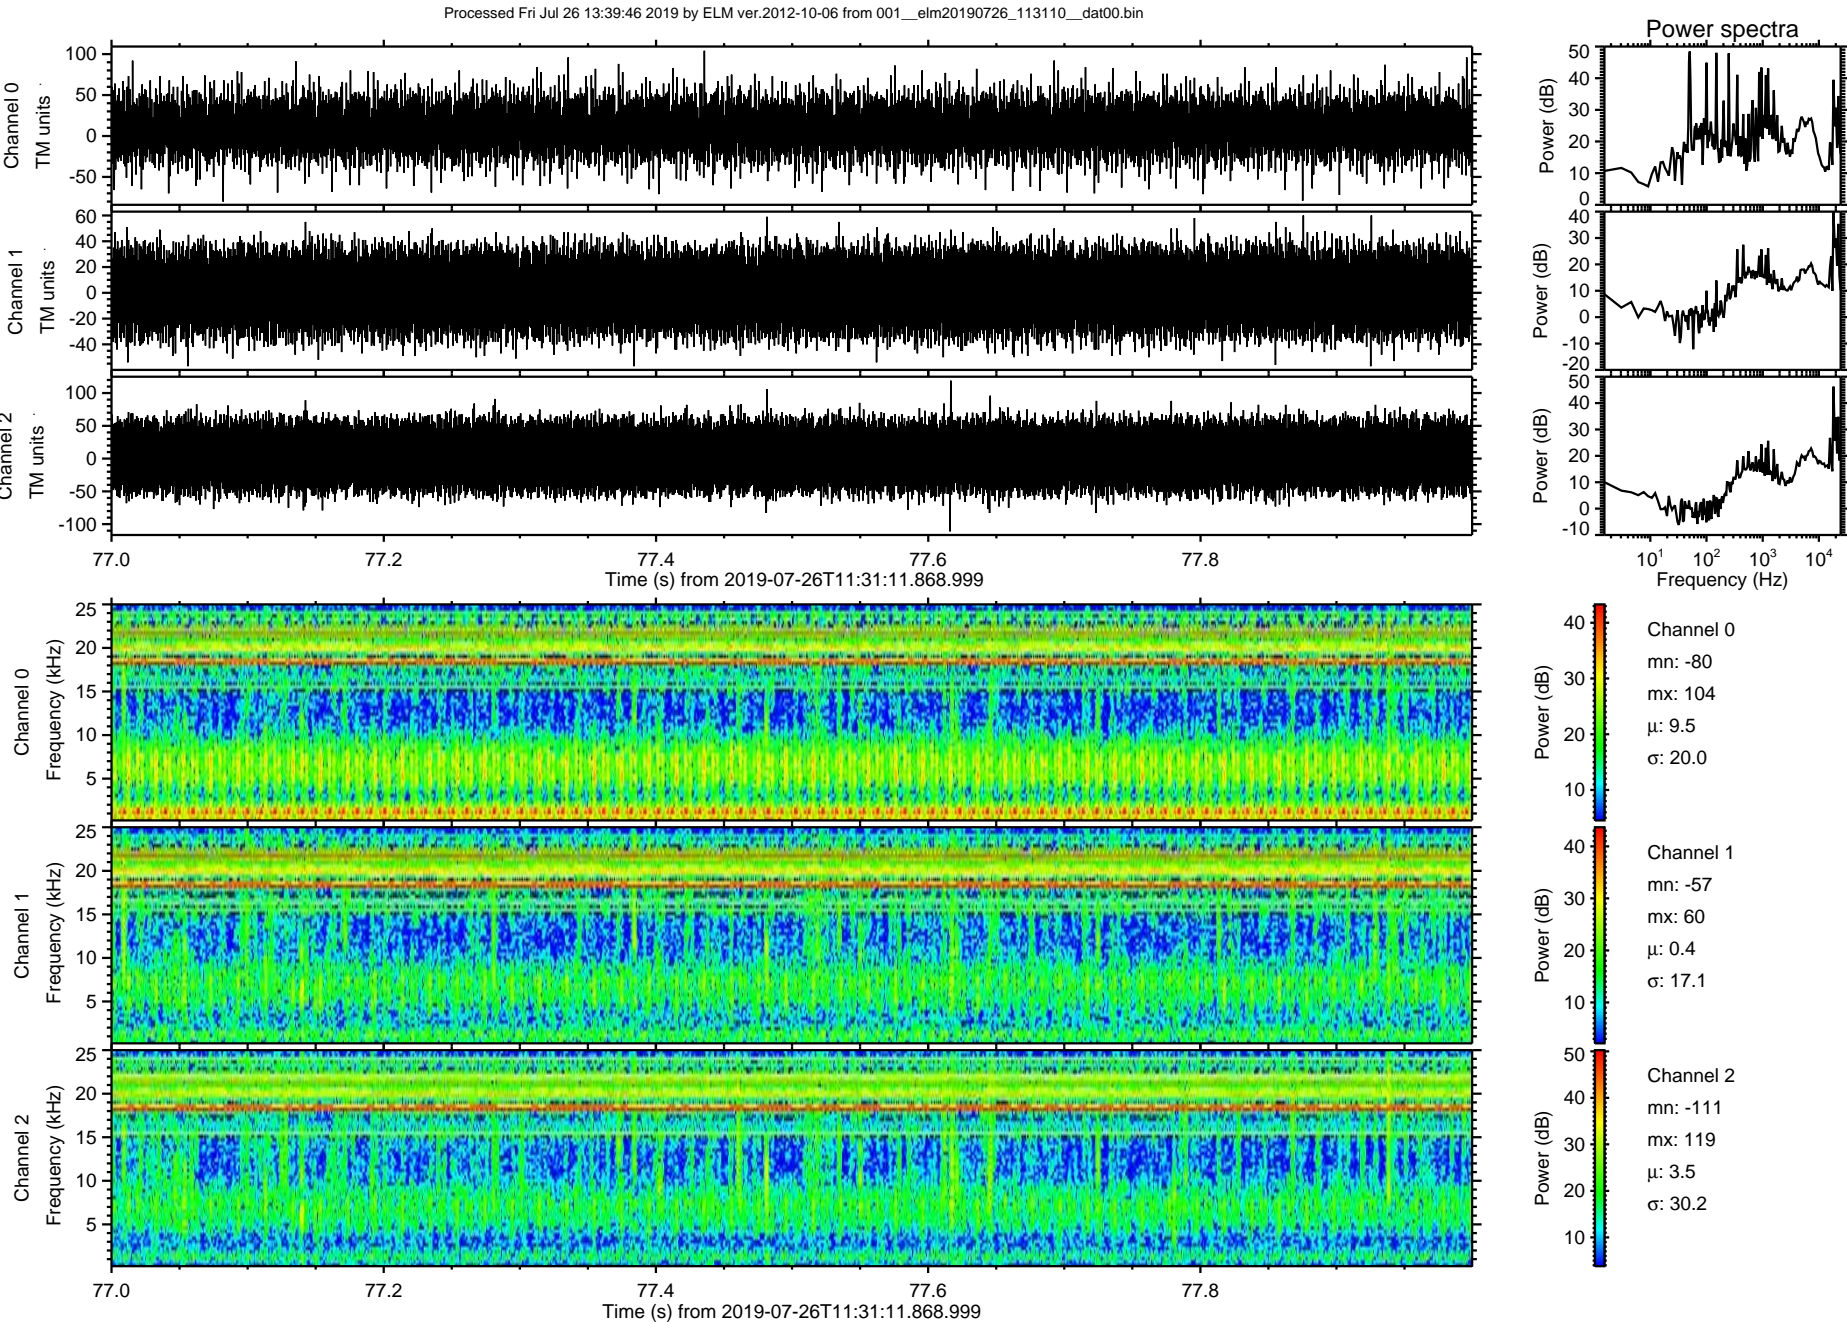 Processed Fri Jul 26 13:39:46 2019 by ELM ver.2012-10-06 from 001__elm20190726_113110__dat00.bin
Power spectra
Channel 0
TM units
100
50
0
-50
Power (dB)
50
40
30
20
10
0
Channel 1
TM units
60
40
20
0
-20
-40
Power (dB)
40
30
20
10
0
-10
-20
Channel 2
TM units
100
50
0
-50
-100
Power (dB)
50
40
30
20
10
0
-10
77.0 77.2 77.4 77.6 77.8
Time (s) from 2019-07-26T11:31:11.868.999
10¹ 10² 10³ 10⁴
Frequency (Hz)
Channel 0
Frequency (kHz)
25
20
15
10
5
Power (dB)
40
30
20
10
Channel 0
mn: -80
mx: 104
μ: 9.5
σ: 20.0
Channel 1
Frequency (kHz)
25
20
15
10
5
Power (dB)
40
30
20
10
Channel 1
mn: -57
mx: 60
μ: 0.4
σ: 17.1
Channel 2
Frequency (kHz)
25
20
15
10
5
Power (dB)
50
40
30
20
10
Channel 2
mn: -111
mx: 119
μ: 3.5
σ: 30.2
77.0 77.2 77.4 77.6 77.8
Time (s) from 2019-07-26T11:31:11.868.999